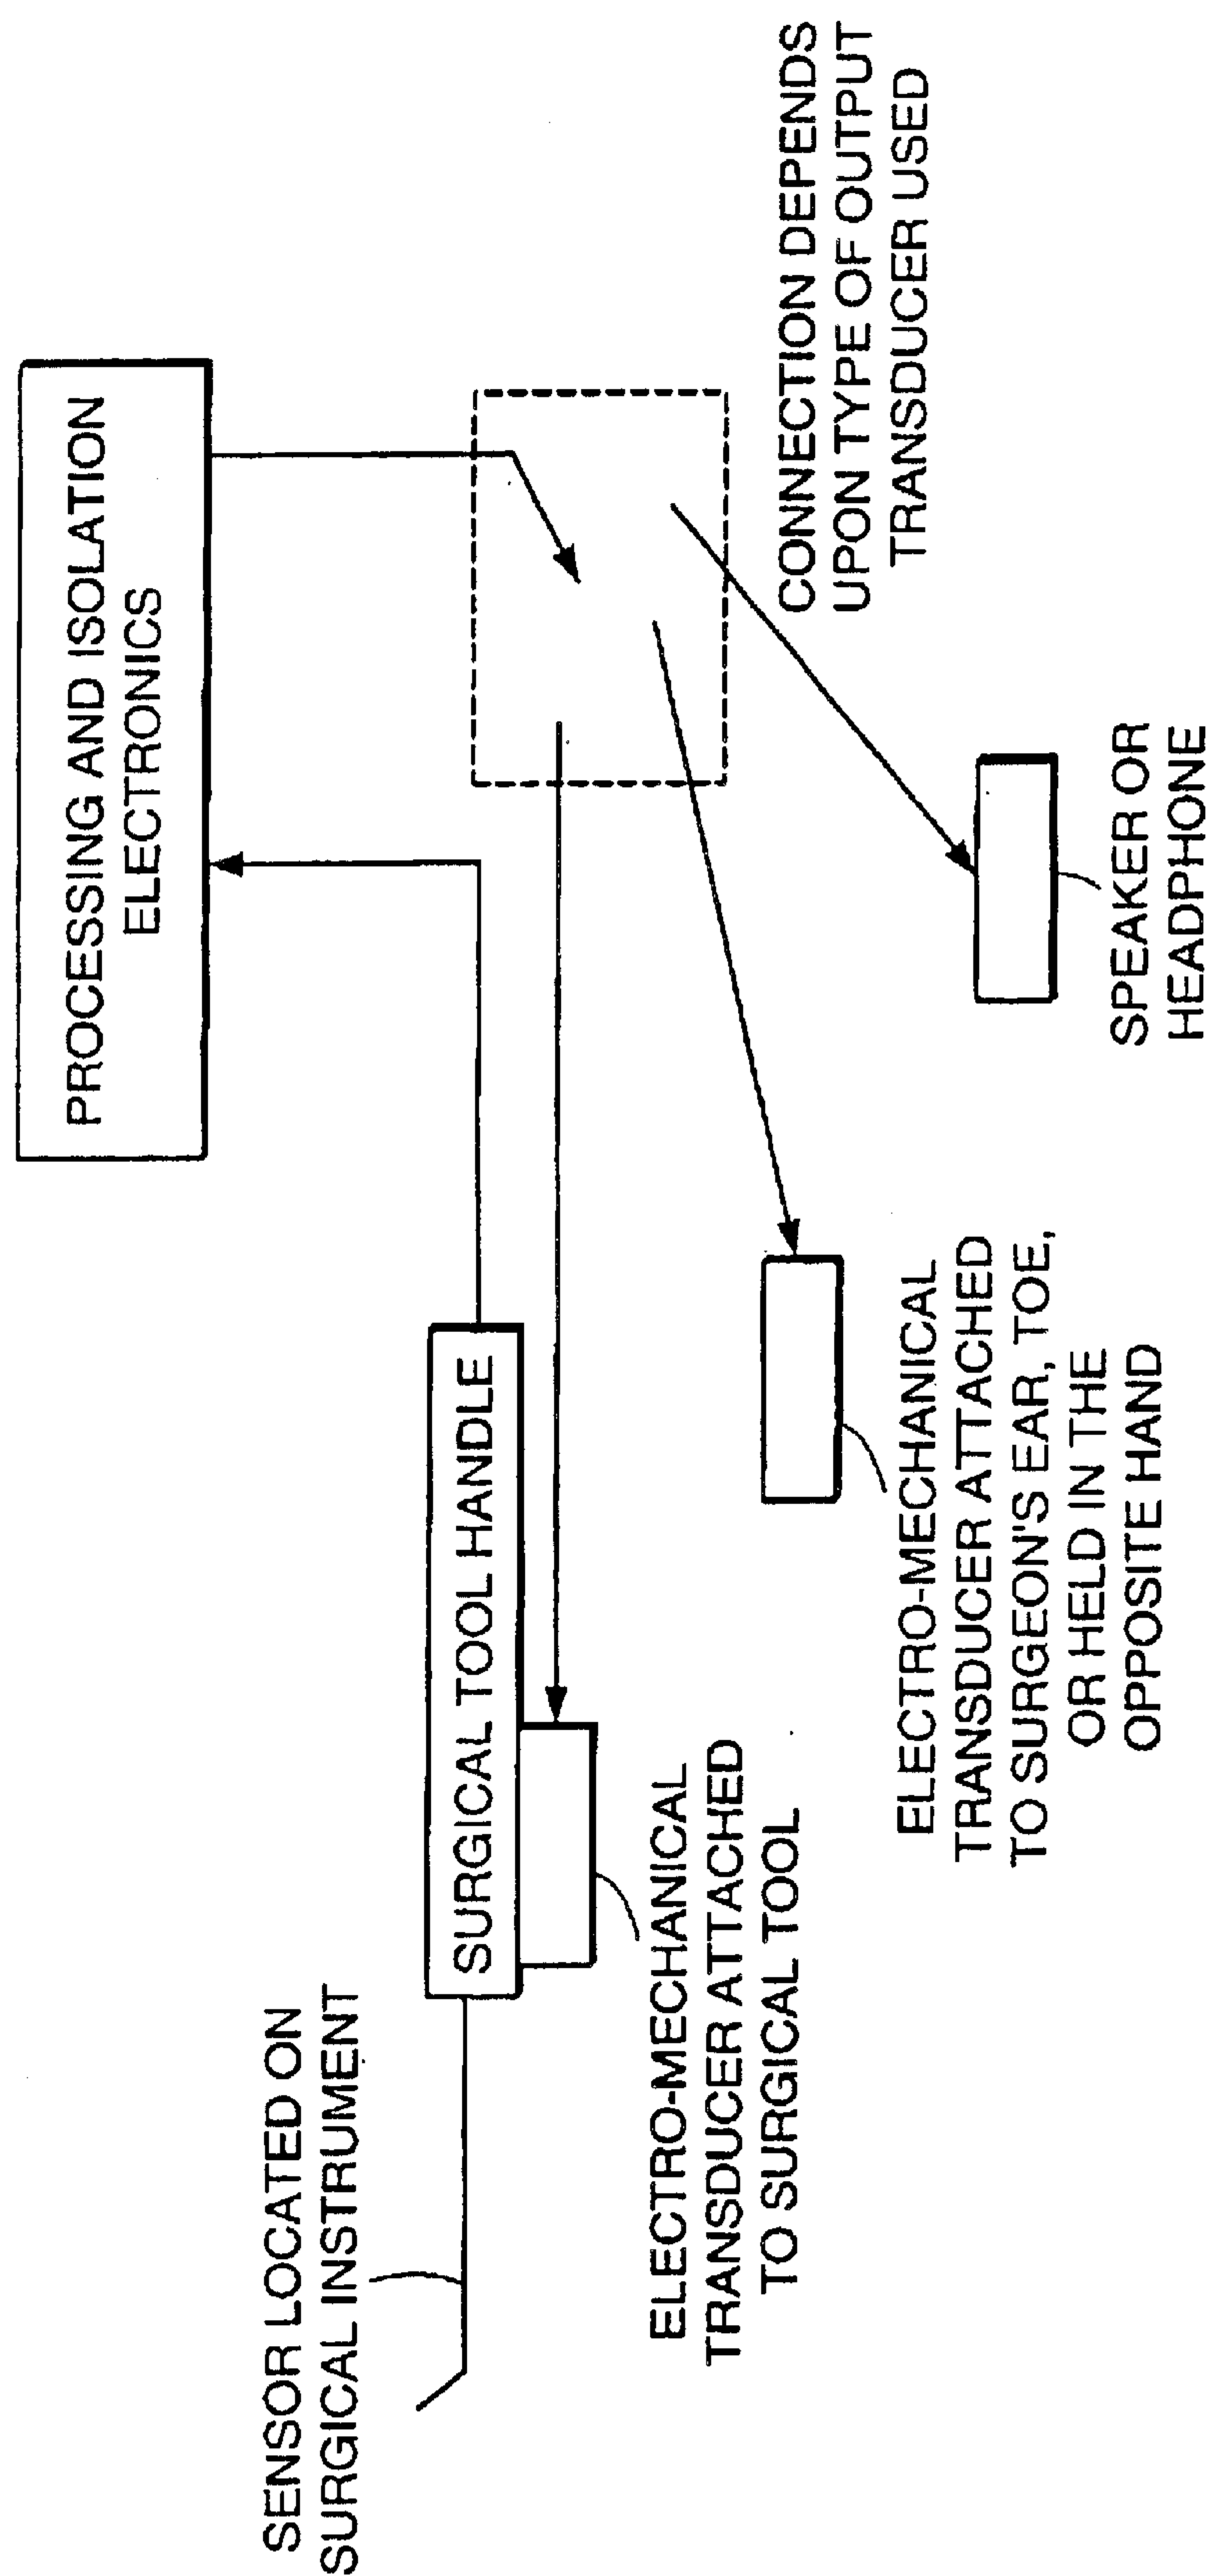 PROCESSING AND ISOLATION
ELECTRONICS
SENSOR LOCATED ON
SURGICAL INSTRUMENT
SURGICAL TOOL HANDLE
ELECTRO-MECHANICAL
TRANSDUCER ATTACHED
TO SURGICAL TOOL
CONNECTION DEPENDS
UPON TYPE OF OUTPUT
TRANSDUCER USED
ELECTRO-MECHANICAL
TRANSDUCER ATTACHED
TO SURGEON'S EAR, TOE,
OR HELD IN THE
OPPOSITE HAND
SPEAKER OR
HEADPHONE